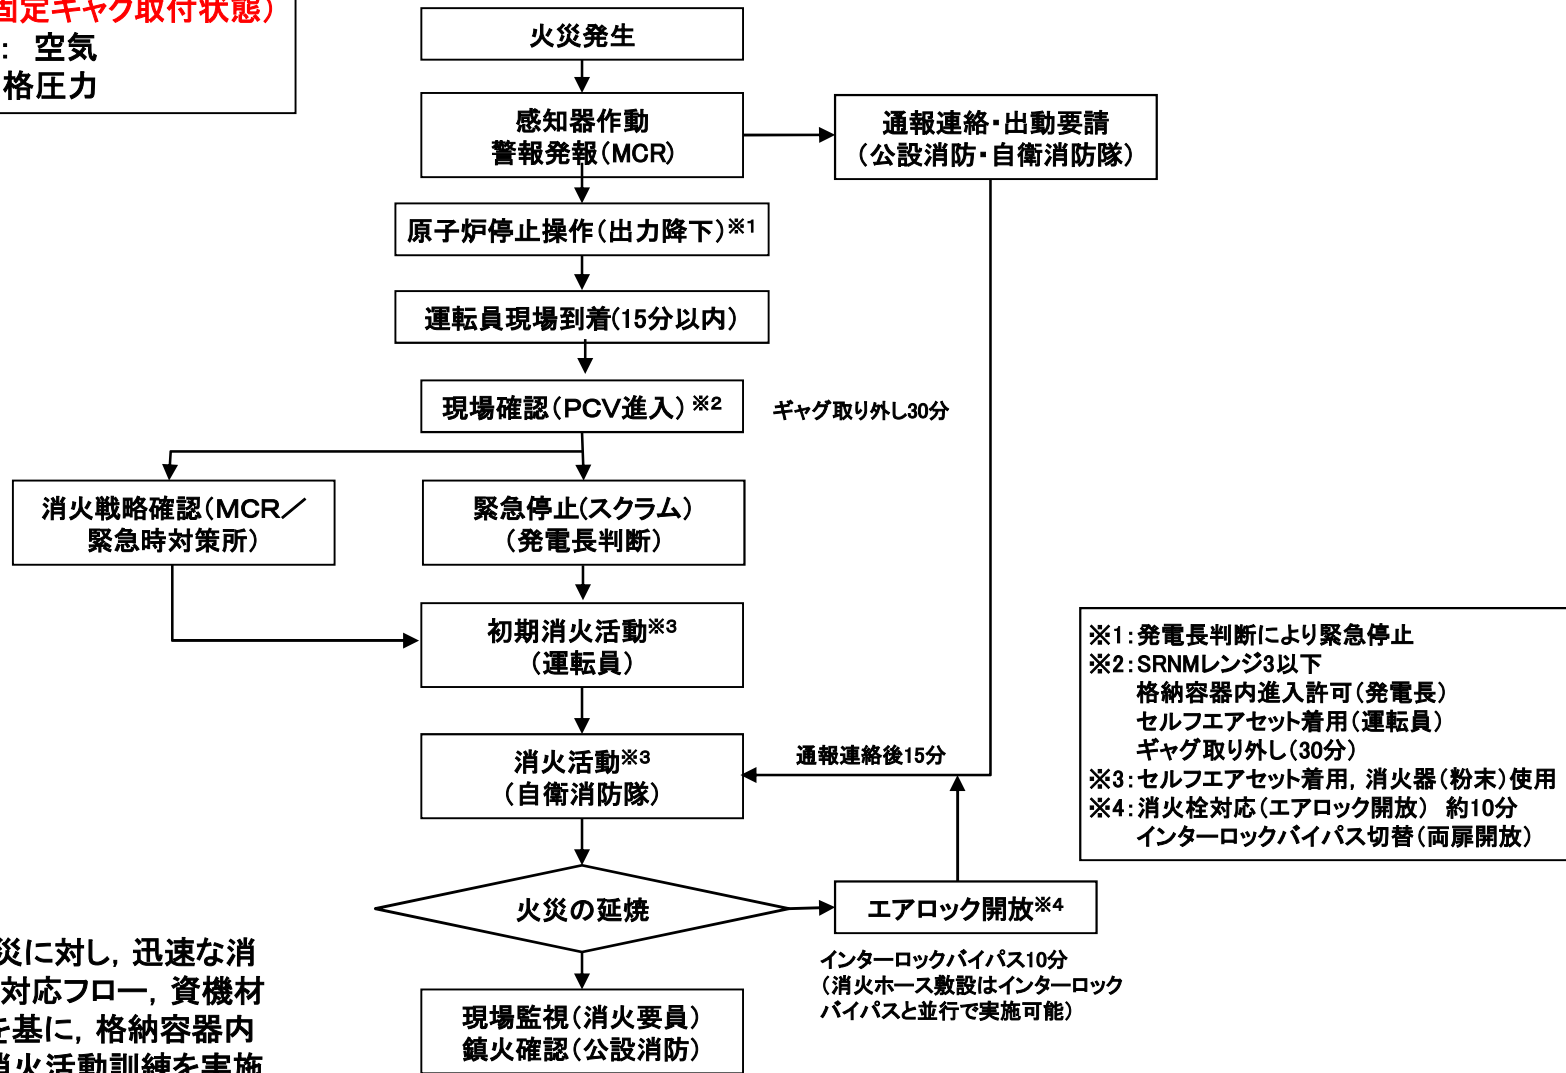 固定キャク取付状態）
： 空気
格圧力
火災発生
感知器作動
警報発報（MCR）
通報連絡・出動要請
（公設消防・自衛消防隊）
原子炉停止操作（出力降下）※1
運転員現場到着（15分以内）
現場確認（PCV進入）※2
ギャグ取り外し30分
消火戦略確認（MCR／
緊急時対策所）
緊急停止（スクラム）
（発電長判断）
初期消火活動※3
（運転員）
※1：発電長判断により緊急停止
※2：SRNMレンジ3以下
格納容器内進入許可（発電長）
セルフエアセット着用（運転員）
ギャグ取り外し（30分）
※3：セルフエアセット着用，消火器（粉末）使用
※4：消火栓対応（エアロック開放） 約10分
インターロックバイパス切替（両扉開放）
消火活動※3
（自衛消防隊）
通報連絡後15分
火災の延焼
エアロック開放※4
インターロックバイパス10分
（消火ホース敷設はインターロック
バイパスと並行で実施可能）
現場監視（消火要員）
鎮火確認（公設消防）
災に対し，迅速な消
対応フロー，資機材
を基に，格納容器内
消火活動訓練を実施